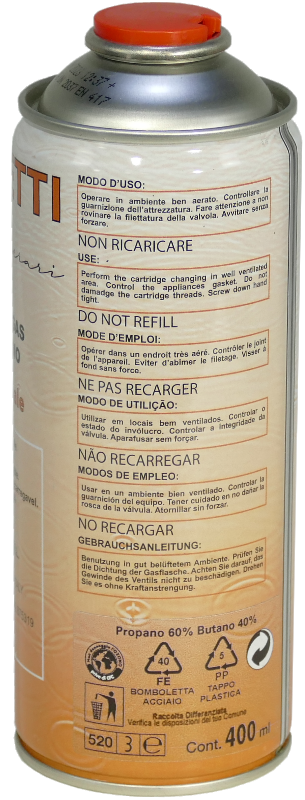 12:37 +
EN 417
TTI
MODO D'USO:
Operare in ambiente ben aerato. Controllare la
guarnizione dell'attrezzatura. Fare attenzione a non
rovinare la filettatura della valvola. Avvitare senza
forzare.
NON RICARICARE
USE:
Perform the cartridge changing in well ventilated
area. Control the appliances gasket. Do not
damadge the cartridge threads. Screw down hand
tight.
DO NOT REFILL
MODE D'EMPLOI:
Opérer dans un endroit très aéré. Contrôler le joint
de l'appareil. Eviter d'abîmer le filetage. Visser à
fond sans force.
NE PAS RECARGER
MODO DE UTILIÇÃO:
Utilizar em locais bem ventilados. Controlar o
estado do invólucro. Controlar a integridade da
válvula. Aparafusar sem forçar.
NÃO RECARREGAR
MODOS DE EMPLEO:
Usar en un ambiente bien ventilado. Controlar la
guarnición del equipo. Tener cuidado en no dañar la
rosca de la válvula. Atornillar sin forzar.
NO RECARGAR
GEBRAUCHSANLEITUNG:
Benutzung in gut belüftetem Ambiente. Prüfen Sie
die Dichtung der Gasflasche. Achten Sie darauf, das
Gewinde des Ventils nicht zu beschädigen. Drehen
Sie es ohne Kraftanstrengung.
Propano 60% Butano 40%
40
FE
BOMBOLETTA
ACCIAIO
5
PP
TAPPO
PLASTICA
Raccolta Differenziata
Verifica le disposizioni del tuo Comune
520 3 e
Cont. 400 ml